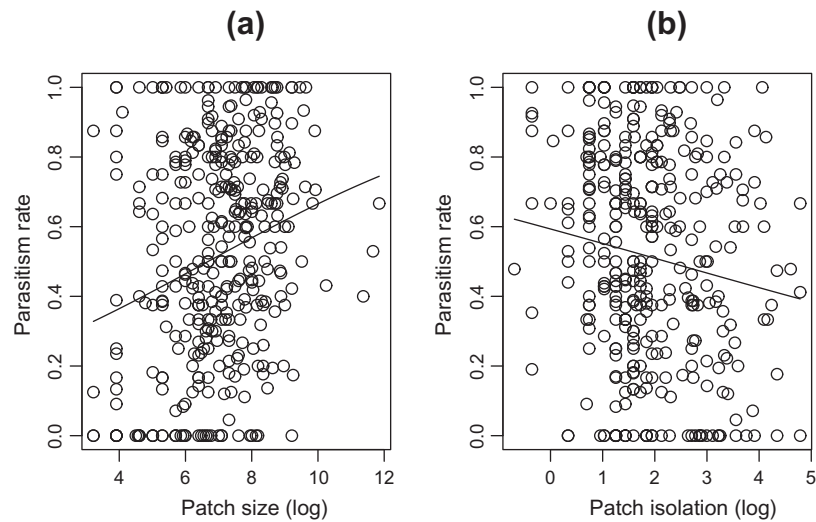 (a)
Parasitism rate
1.0
0.8
0.6
0.4
0.2
0.0
4 6 8 10 12
Patch size (log)
(b)
Parasitism rate
1.0
0.8
0.6
0.4
0.2
0.0
0 1 2 3 4 5
Patch isolation (log)